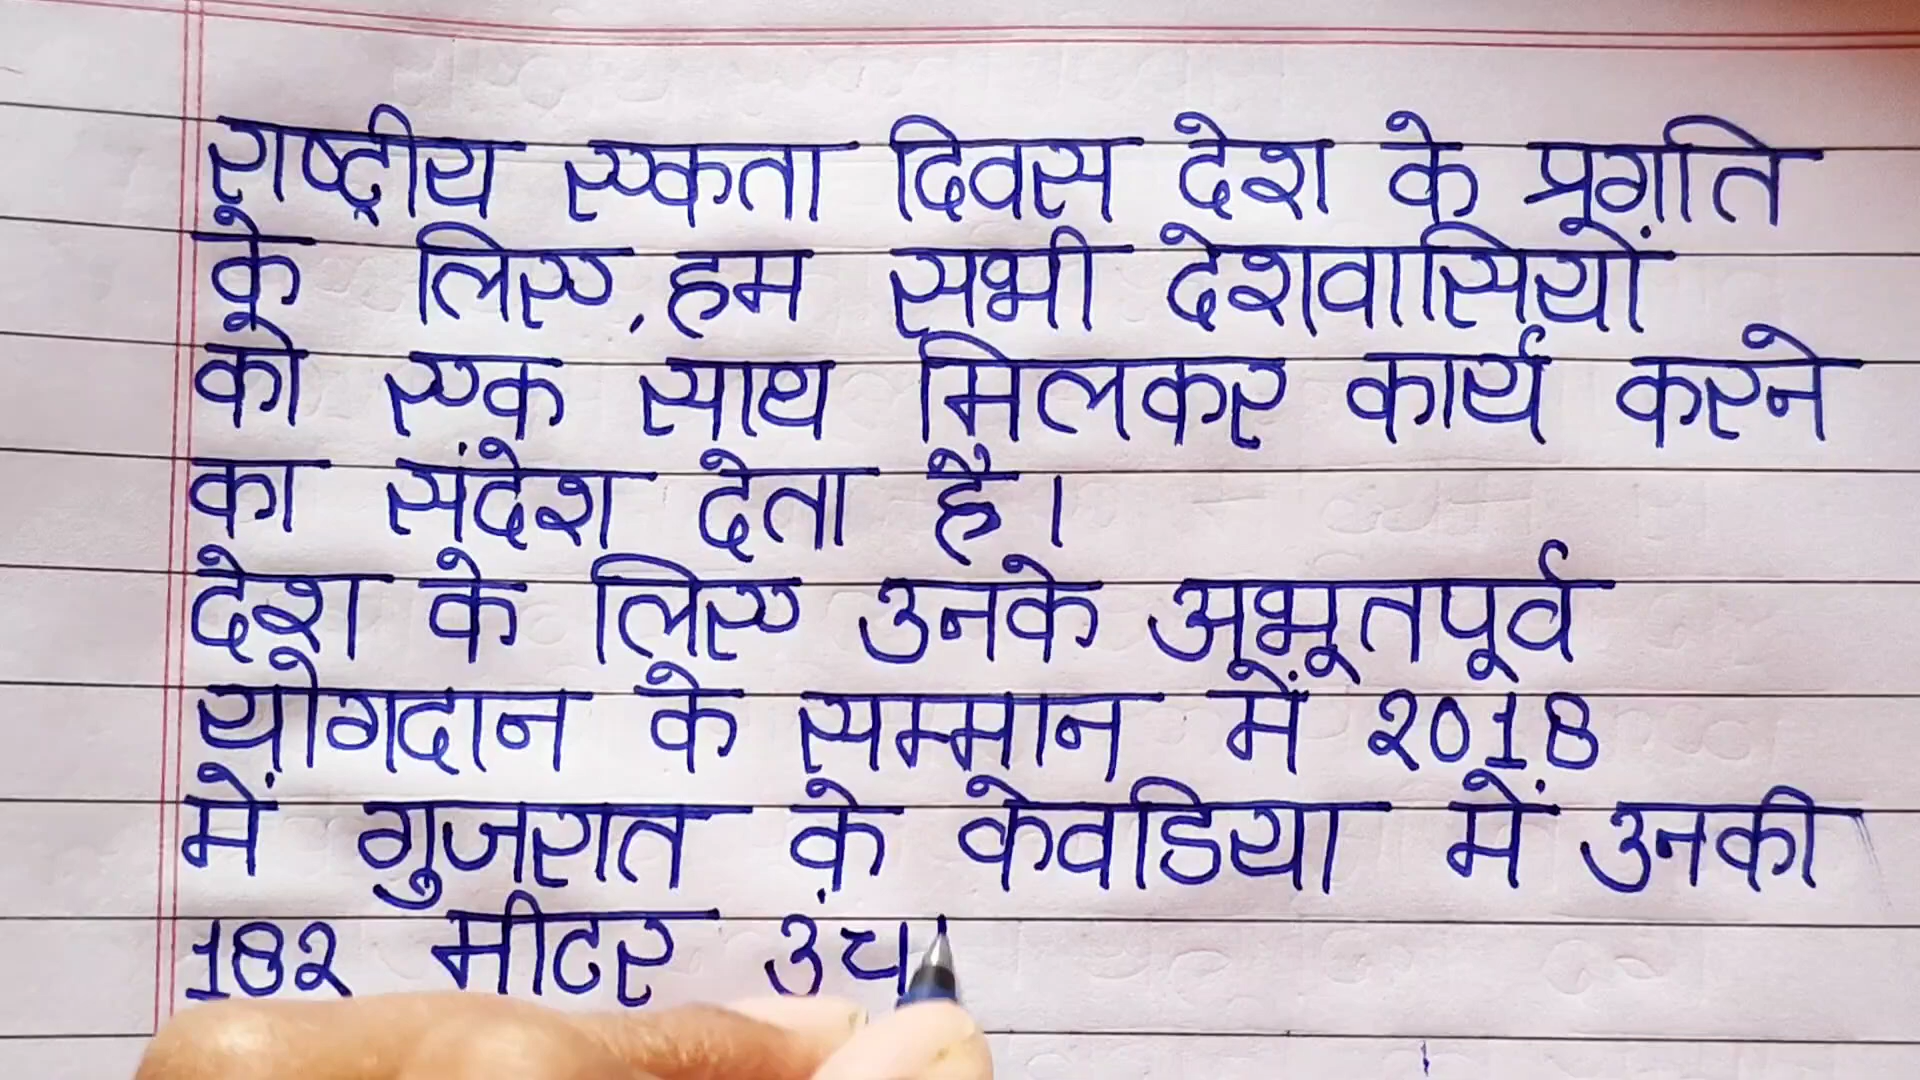 राष्ट्रीय एकता दिवस देश के प्रगति
के लिए, हम सभी देशवासियों
को एक साथ मिलकर कार्य करने
का संदेश देता है।
देश के लिए उनके अभूतपूर्व
योगदान के सम्मान में 2018
में गुजरात के केवडिया में उनकी
182 मीटर उंचा